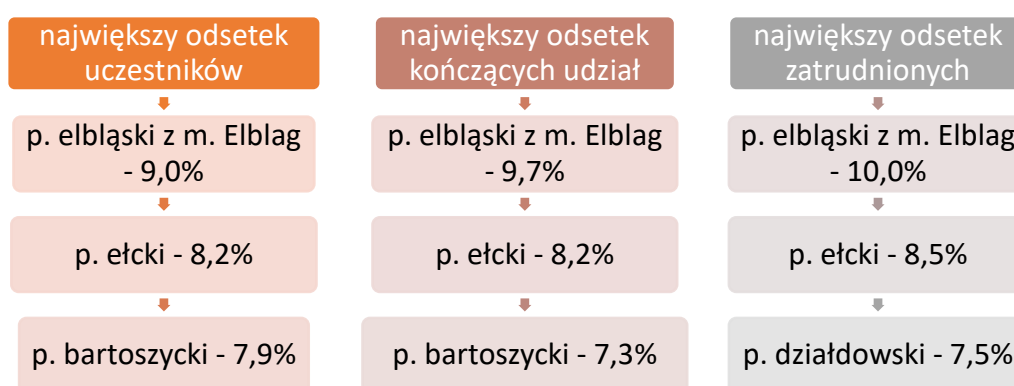 największy odsetek
uczestników
p. elbląski z m. Elblag
- 9,0%
p. ełcki - 8,2%
p. bartoszycki - 7,9%
największy odsetek
kończących udział
p. elbląski z m. Elblag
- 9,7%
p. ełcki - 8,2%
p. bartoszycki - 7,3%
największy odsetek
zatrudnionych
p. elbląski z m. Elblag
- 10,0%
p. ełcki - 8,5%
p. działdowski - 7,5%